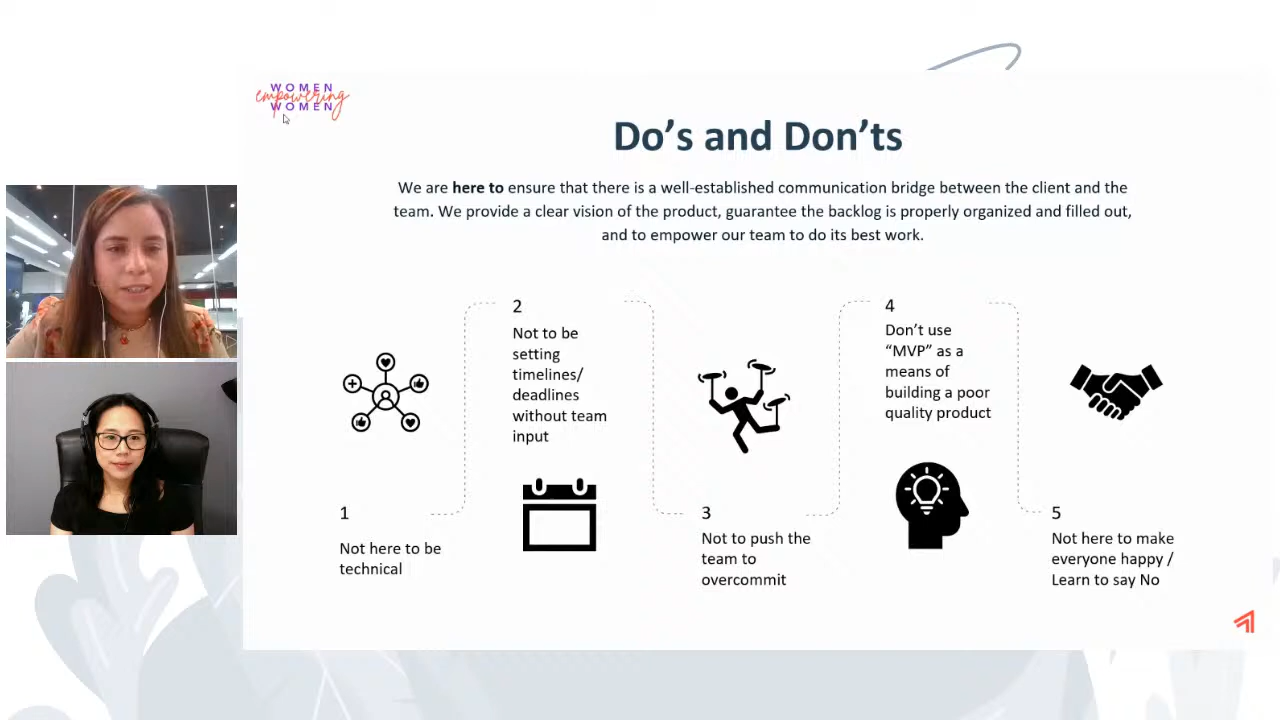 WOMEN
empowering
WOMEN
Do’s and Don’ts
We are here to ensure that there is a well-established communication bridge between the client and the
team. We provide a clear vision of the product, guarantee the backlog is properly organized and filled out,
and to empower our team to do its best work.
1
Not here to be
technical
2
Not to be
setting
timelines/
deadlines
without team
input
3
Not to push the
team to
overcommit
4
Don’t use
“MVP” as a
means of
building a poor
quality product
5
Not here to make
everyone happy /
Learn to say No